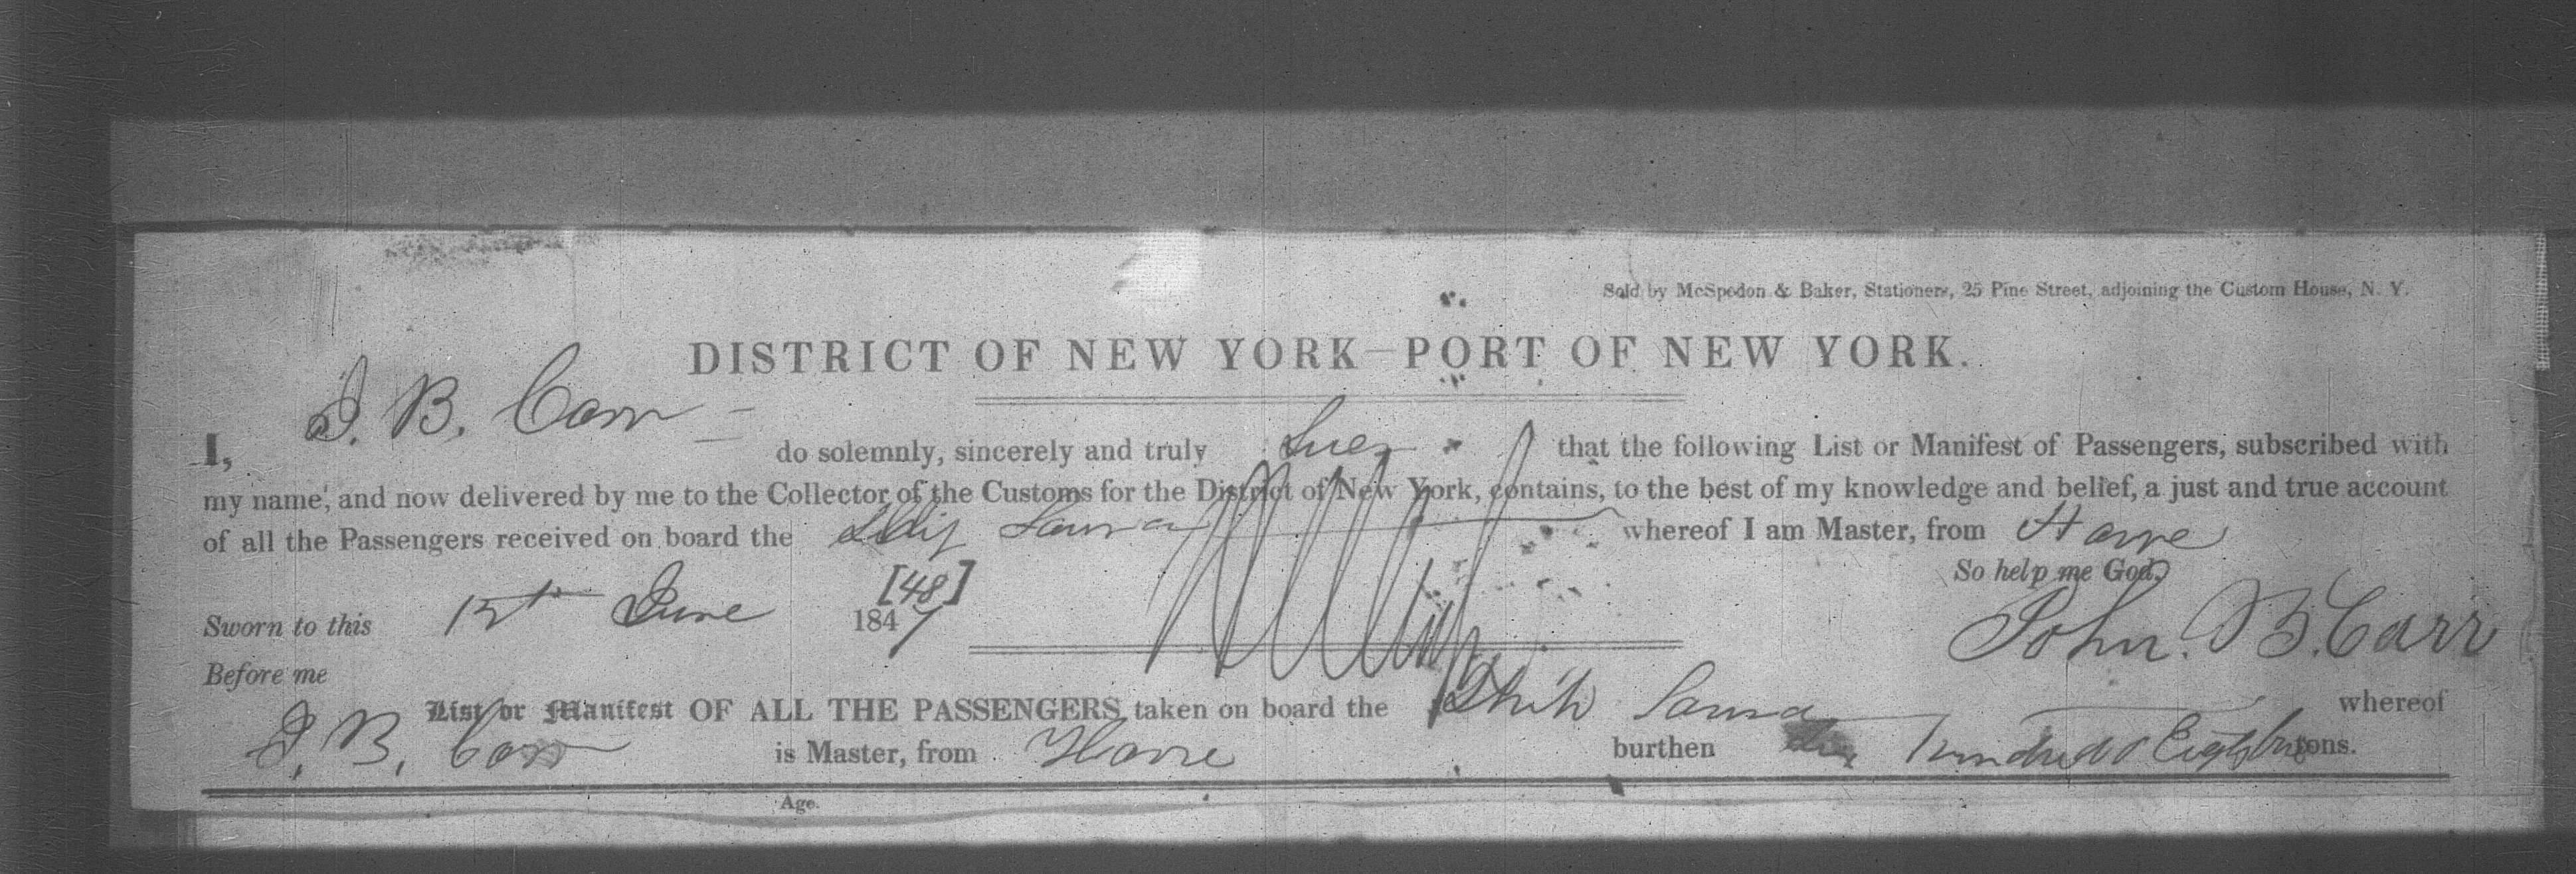 Sold by McSpedon & Baker, Stationers, 25 Pine Street, adjoining the Custom House, N. Y.
DISTRICT OF NEW YORK—PORT OF NEW YORK.
I, J. B. Carr do solemnly, sincerely and truly Swear that the following List or Manifest of Passengers, subscribed with
my name, and now delivered by me to the Collector of the Customs for the District of New York, contains, to the best of my knowledge and belief, a just and true account
of all the Passengers received on board the Ship whereof I am Master, from Havre
So help me God.
Sworn to this 12th June 1847 [48]
John. B. Carr
Before me
List or Manifest OF ALL THE PASSENGERS taken on board the Ship whereof
J. B. Carr is Master, from Havre burthen hundred tons.
Age.